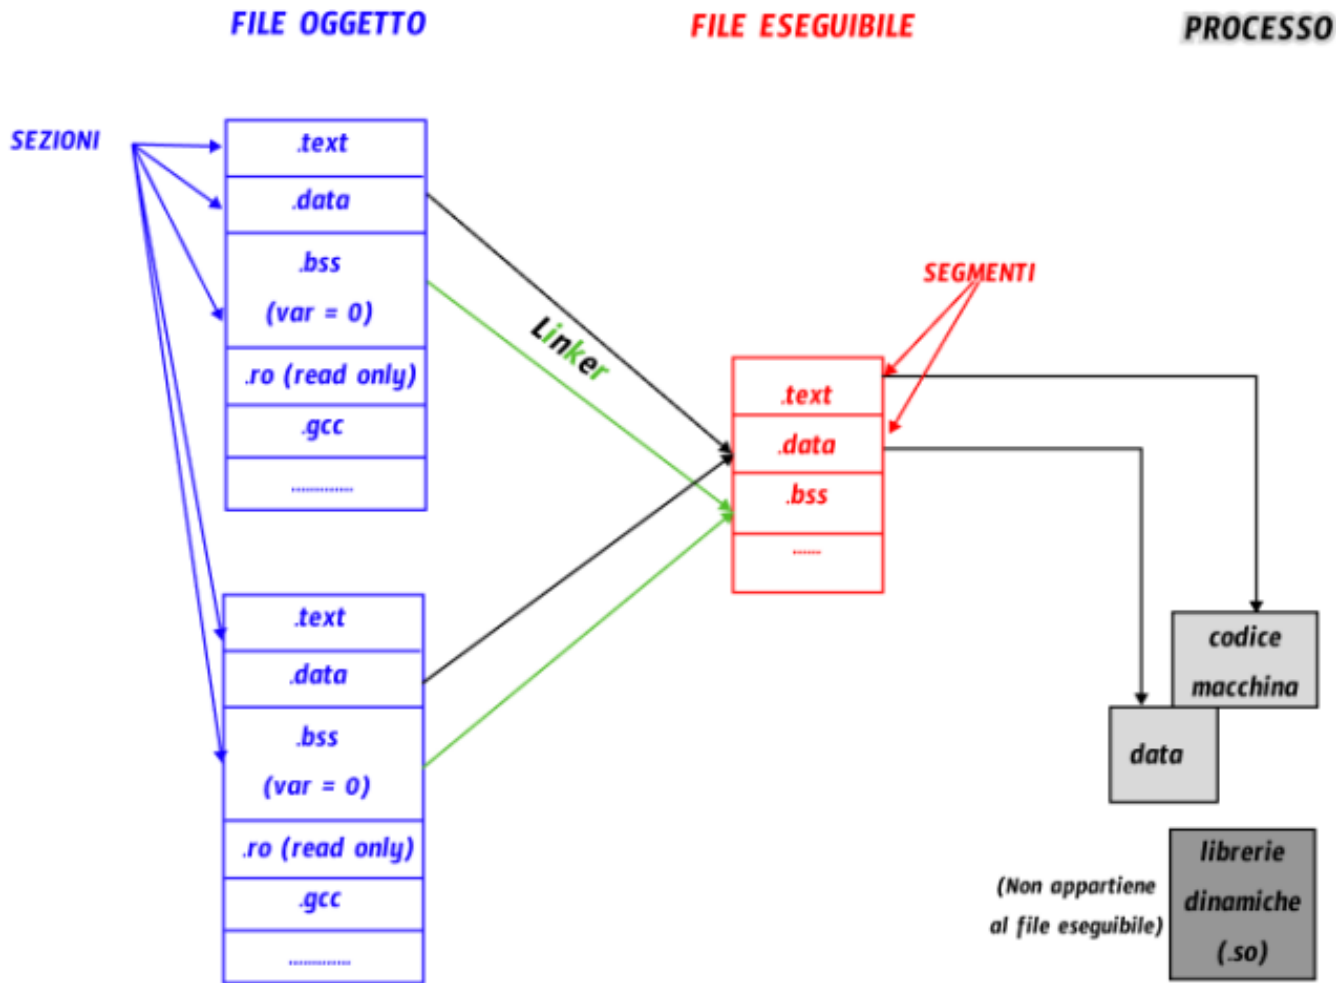 FILE OGGETTO
FILE ESEGUIBILE
PROCESSO
SEZIONI
.text
.data
.bss
(var = 0)
.ro (read only)
.gcc
.............
Linker
SEGMENTI
.text
.data
.bss
......
.text
.data
.bss
(var = 0)
.ro (read only)
.gcc
.............
codice
macchina
data
(Non appartiene
al file eseguibile)
librerie
dinamiche
(.so)